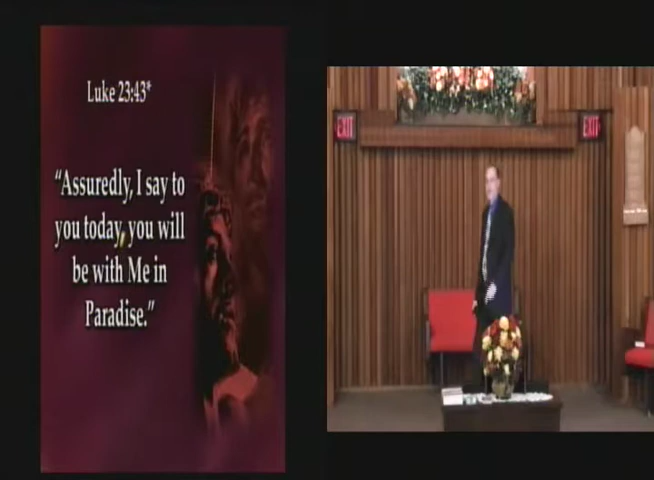 Luke 23:43*
"Assuredly, I say to
you today, you will
be with Me in
Paradise."
EXIT
EXIT